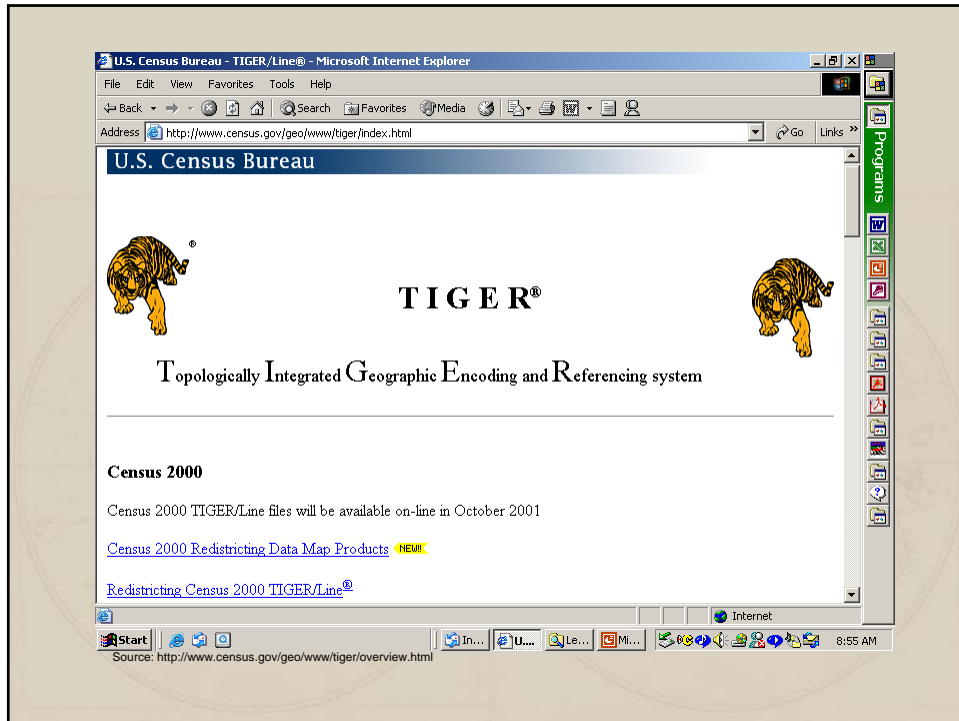 U.S. Census Bureau - TIGER/Line® - Microsoft Internet Explorer
File Edit View Favorites Tools Help
Back Search Favorites Media
Address http://www.census.gov/geo/www/tiger/index.html Go Links »
Programs
U.S. Census Bureau
®
T I G E R®
Topologically Integrated Geographic Encoding and Referencing system
Census 2000
Census 2000 TIGER/Line files will be available on-line in October 2001
Census 2000 Redistricting Data Map Products NEW!!
Redistricting Census 2000 TIGER/Line®
Internet
Start In... U.... Le... Mi... 8:55 AM
Source: http://www.census.gov/geo/www/tiger/overview.html